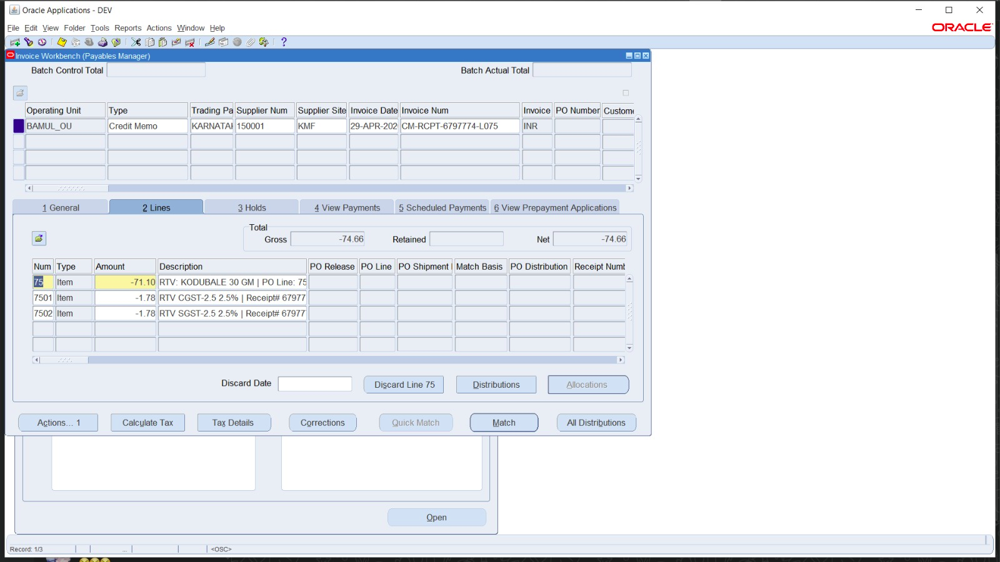 Oracle Applications - DEV
File Edit View Folder Tools Reports Actions Window Help
ORACLE
Invoice Workbench (Payables Manager)
Batch Control Total
Batch Actual Total
Operating Unit Type Trading Pa Supplier Num Supplier Site Invoice Date Invoice Num Invoice PO Number Custome
BAMUL_OU Credit Memo KARNATAK 150001 KMF 29-APR-202 CM-RCPT-6797774-L075 INR
1 General 2 Lines 3 Holds 4 View Payments 5 Scheduled Payments 6 View Prepayment Applications
Total
Gross -74.66 Retained Net -74.66
Num Type Amount Description PO Release PO Line PO Shipment Match Basis PO Distribution Receipt Numb
75 Item -71.10 RTV: KODUBALE 30 GM | PO Line: 75
7501 Item -1.78 RTV CGST-2.5 2.5% | Receipt# 67977
7502 Item -1.78 RTV SGST-2.5 2.5% | Receipt# 67977
Discard Date Discard Line 75 Distributions Allocations
Actions... 1 Calculate Tax Tax Details Corrections Quick Match Match All Distributions
Open
Record: 1/3 ... <OSC>